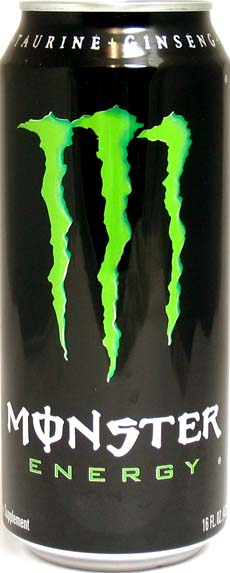 TAURINE + GINSENG
MONSTER
ENERGY ®
Supplement
16 FL. OZ